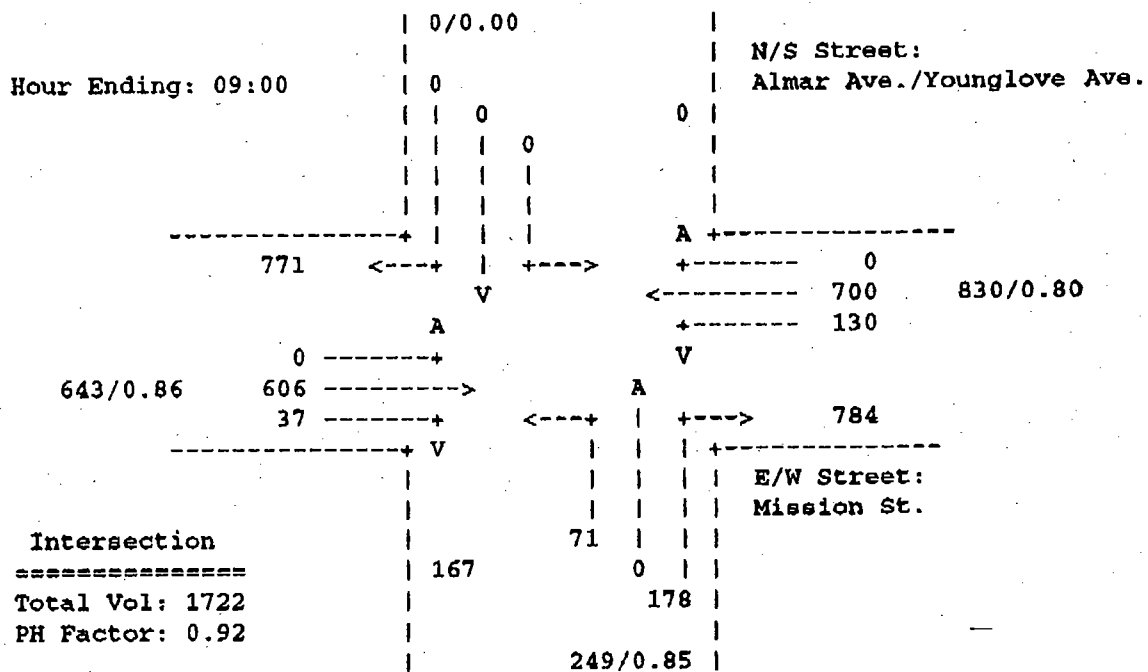 0/0.00
N/S Street:
Hour Ending: 09:00 0 Almar Ave./Younglove Ave.
0 0
0
A
771 <---+ +---> +------- 0
V <--------- 700 830/0.80
A +------- 130
0 -------+ V
643/0.86 606 ---------->
A
37 -------+ <---+ +---> 784
V
E/W Street:
Mission St.
Intersection 71
=============== 167 0
Total Vol: 1722 178
PH Factor: 0.92
249/0.85